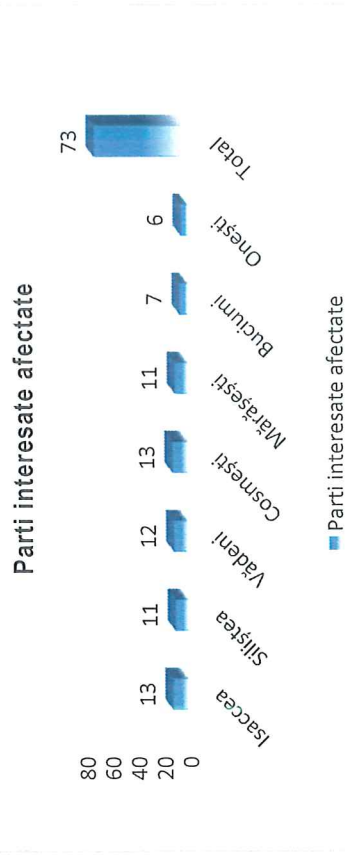 Parti interesate afectate
80
60
40
20
0
13
11
12
13
11
7
6
73
Isaccea
Siliștea
Vădeni
Cosmești
Mărășești
Buciumi
Onești
Total
Parti interesate afectate